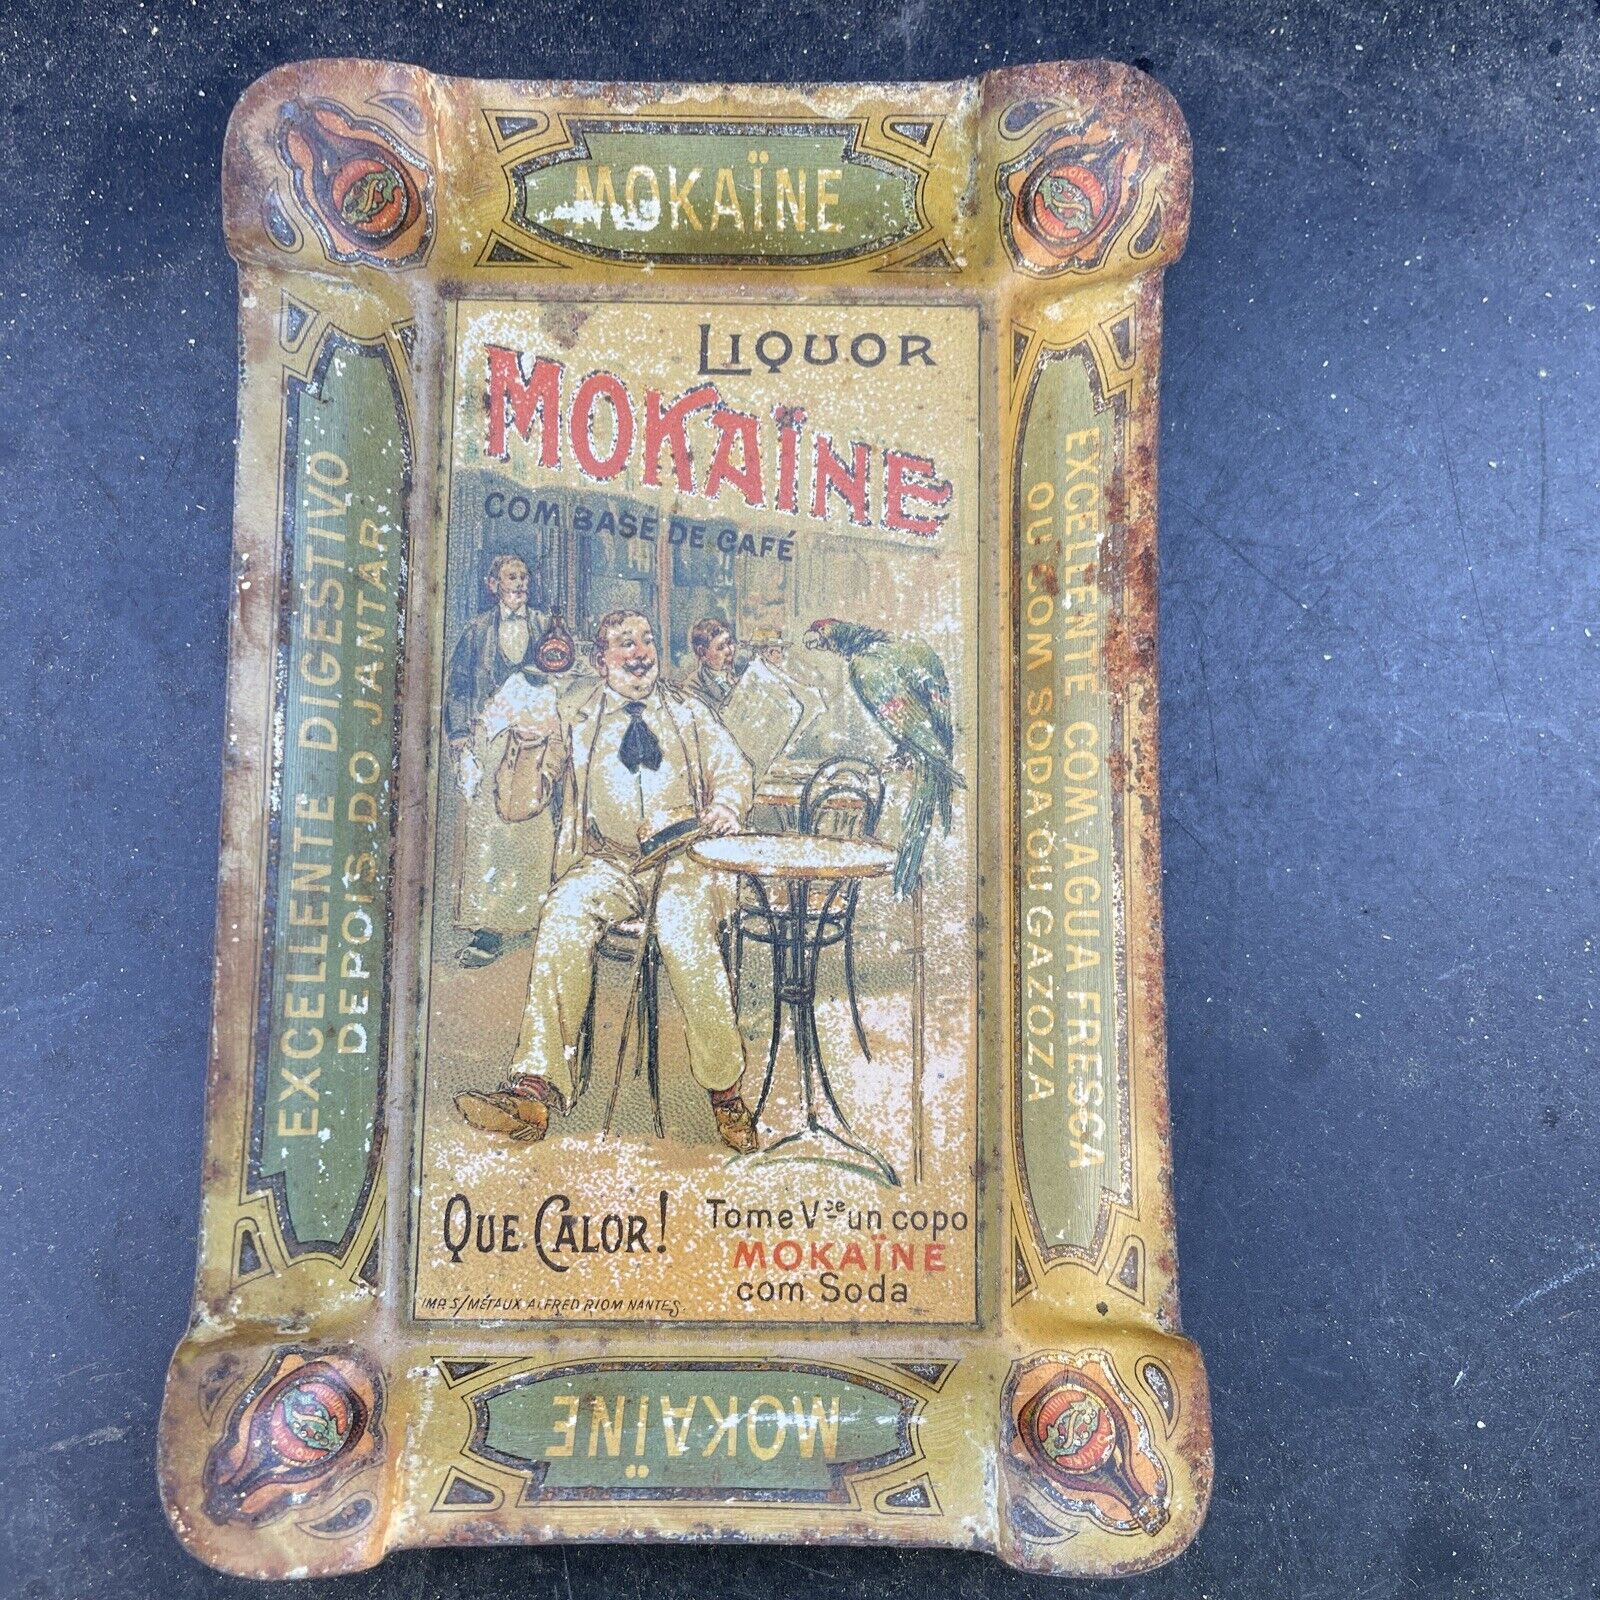 MOKAÏNE
LIQUOR
MOKAÏNE
COM BASE DE CAFÉ
EXCELLENTE DIGESTIVO
DEPOIS DO JANTAR
EXCELLENTE COM AGUA FRESCA
OU COM SODA OU GAZOZA
QUE CALOR!
Tome Vce un copo
MOKAÏNE
com Soda
IMP. S/MÉTAUX ALFRED RIOM NANTES.
MOKAÏNE